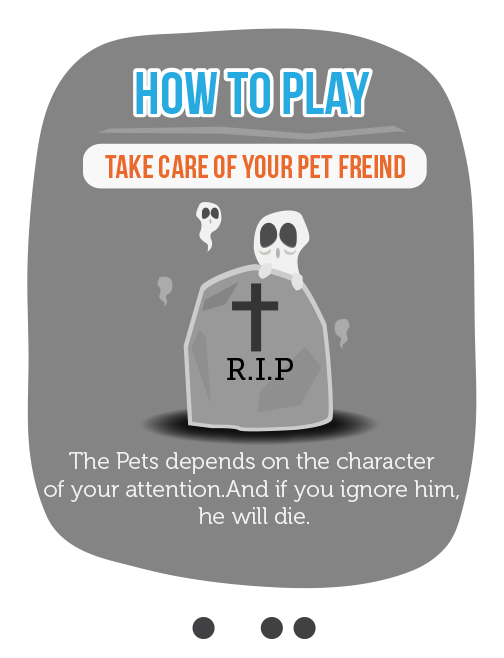 HOW TO PLAY
TAKE CARE OF YOUR PET FREIND
R.I.P
The Pets depends on the character
of your attention.And if you ignore him,
he will die.